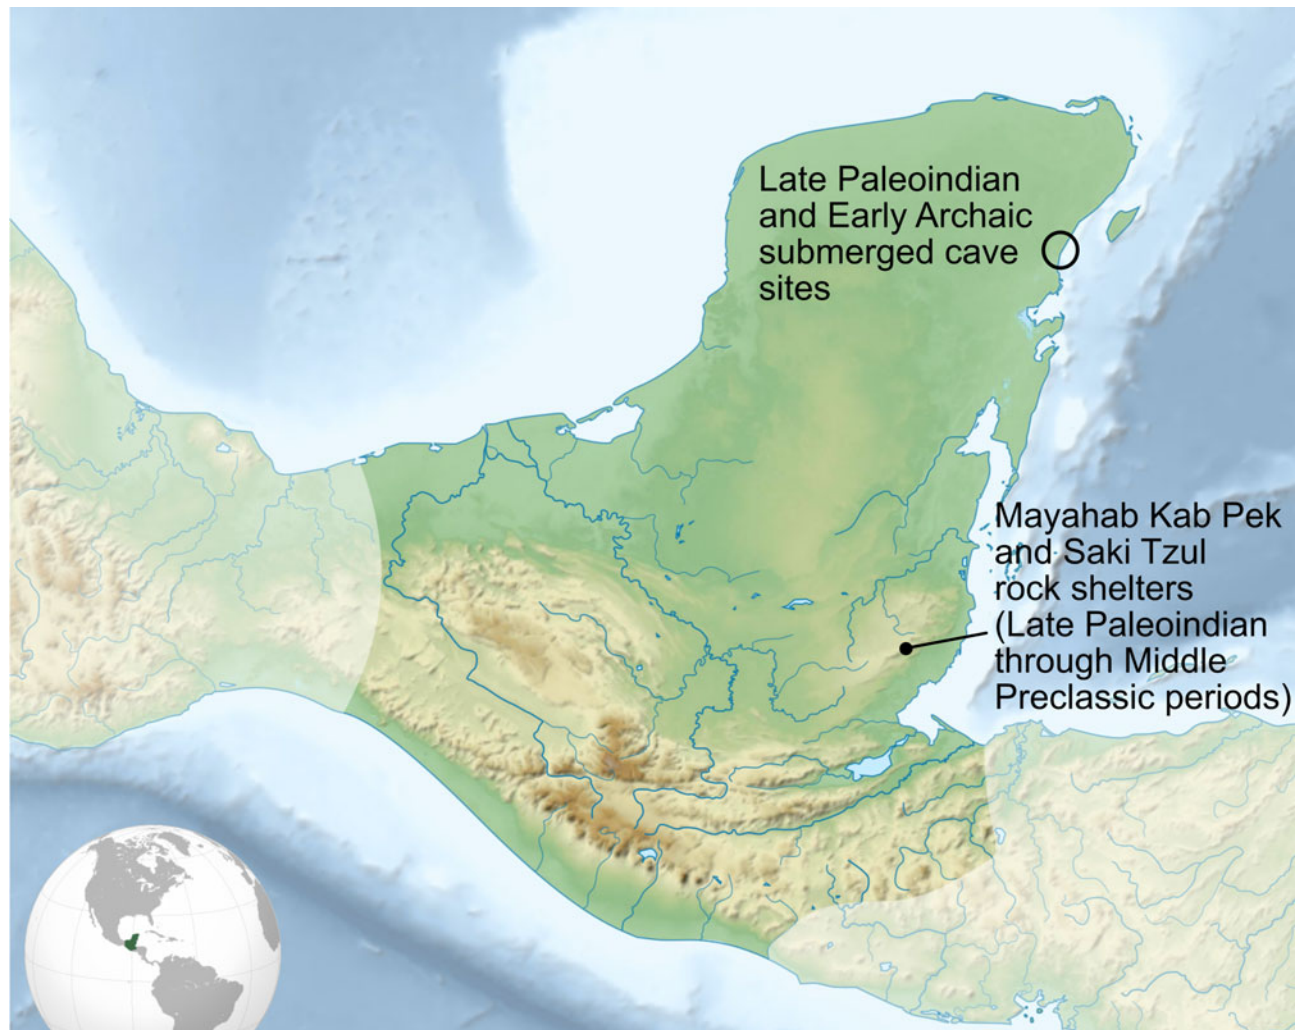 Late Paleoindian
and Early Archaic
submerged cave
sites
Mayahab Kab Pek
and Saki Tzul
rock shelters
(Late Paleoindian
through Middle
Preclassic periods)